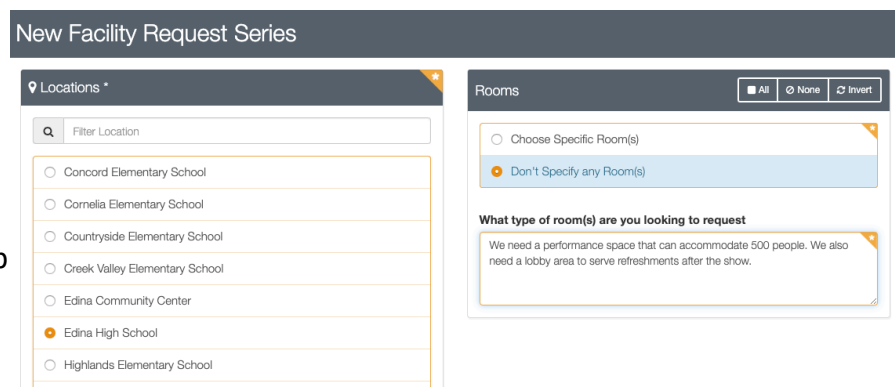 New Facility Request Series
Locations *
Filter Location
Concord Elementary School
Cornelia Elementary School
Countryside Elementary School
Creek Valley Elementary School
Edina Community Center
Edina High School
Highlands Elementary School
Rooms
All
None
Invert
Choose Specific Room(s)
Don't Specify any Room(s)
What type of room(s) are you looking to request
We need a performance space that can accommodate 500 people. We also
need a lobby area to serve refreshments after the show.